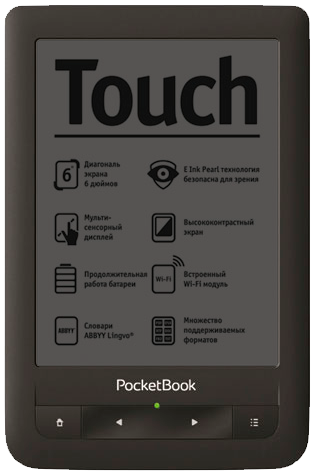 Touch
6"
Диагональ
экрана
6 дюймов
E Ink Pearl технология
безопасна для зрения
Мульти-
сенсорный
дисплей
Высококонтрастный
экран
Продолжительная
работа батареи
Wi-Fi
Встроенный
Wi-Fi модуль
ABBYY
Словари
ABBYY Lingvo®
Множество
поддерживаемых
форматов
PocketBook